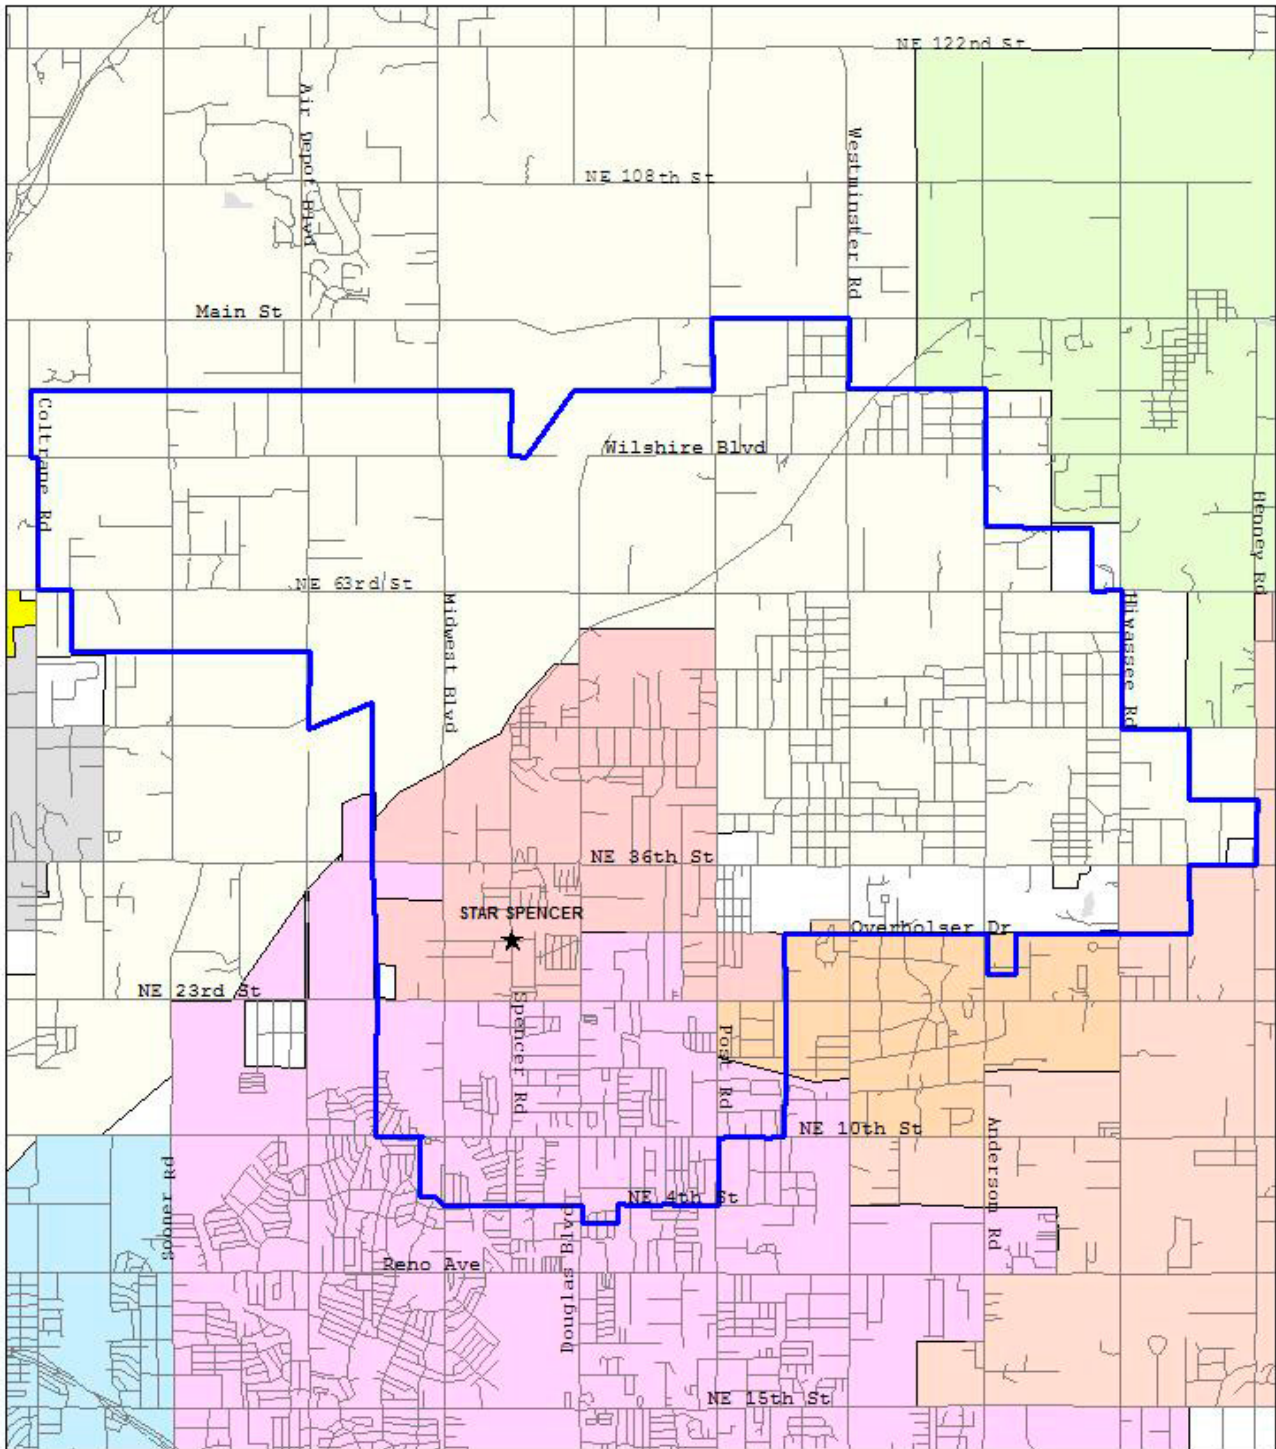 NE 122nd St
Air Depot Blvd
Westminster Rd
NE 108th St
Main St
Coltrane Rd
Wilshire Blvd
Henney Rd
NE 63rd St
Midwest Blvd
Hiwassee Rd
NE 36th St
STAR SPENCER
Overholser Dr
NE 23rd St
Spencer Rd
Post Rd
NE 10th St
Anderson Rd
Sooner Rd
NE 4th St
Douglas Blvd
Reno Ave
NE 15th St